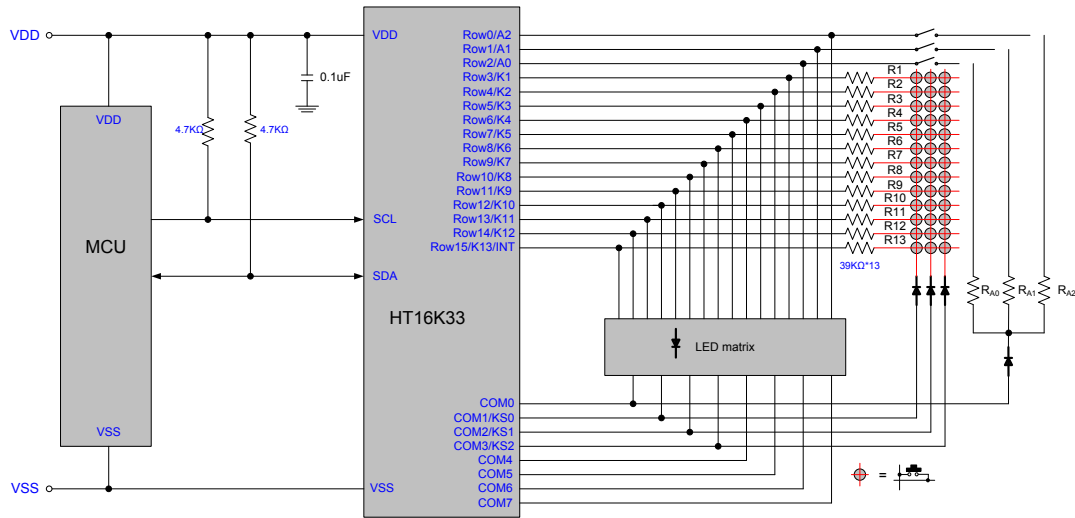 VDD
VDD
Row0/A2
Row1/A1
Row2/A0
Row3/K1
Row4/K2
Row5/K3
Row6/K4
Row7/K5
Row8/K6
Row9/K7
Row10/K8
Row11/K9
Row12/K10
Row13/K11
Row14/K12
Row15/K13/INT
R1
R2
R3
R4
R5
R6
R7
R8
R9
R10
R11
R12
R13
39KΩ*13
0.1uF
VDD
4.7KΩ
4.7KΩ
MCU
SCL
SDA
HT16K33
RA0
RA1
RA2
LED matrix
COM0
COM1/KS0
COM2/KS1
COM3/KS2
COM4
COM5
COM6
COM7
VSS
VSS
VSS
=